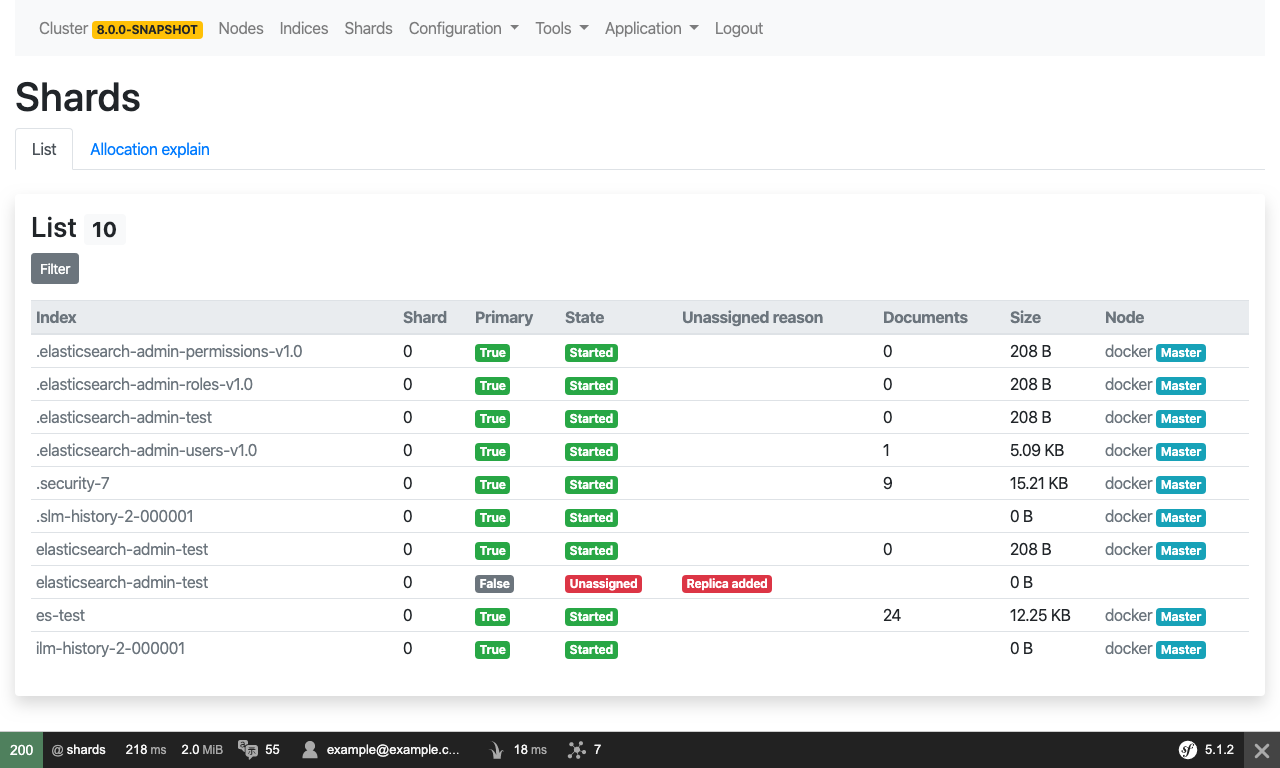 Cluster 8.0.0-SNAPSHOT Nodes Indices Shards Configuration Tools Application Logout
Shards
List Allocation explain
List 10
Filter
Index Shard Primary State Unassigned reason Documents Size Node
.elasticsearch-admin-permissions-v1.0 0 True Started 0 208 B docker Master
.elasticsearch-admin-roles-v1.0 0 True Started 0 208 B docker Master
.elasticsearch-admin-test 0 True Started 0 208 B docker Master
.elasticsearch-admin-users-v1.0 0 True Started 1 5.09 KB docker Master
.security-7 0 True Started 9 15.21 KB docker Master
.slm-history-2-000001 0 True Started 0 B docker Master
elasticsearch-admin-test 0 True Started 0 208 B docker Master
elasticsearch-admin-test 0 False Unassigned Replica added 0 B
es-test 0 True Started 24 12.25 KB docker Master
ilm-history-2-000001 0 True Started 0 B docker Master
200 @ shards 218 ms 2.0 MiB 55 example@example.c... 18 ms 7 sf 5.1.2